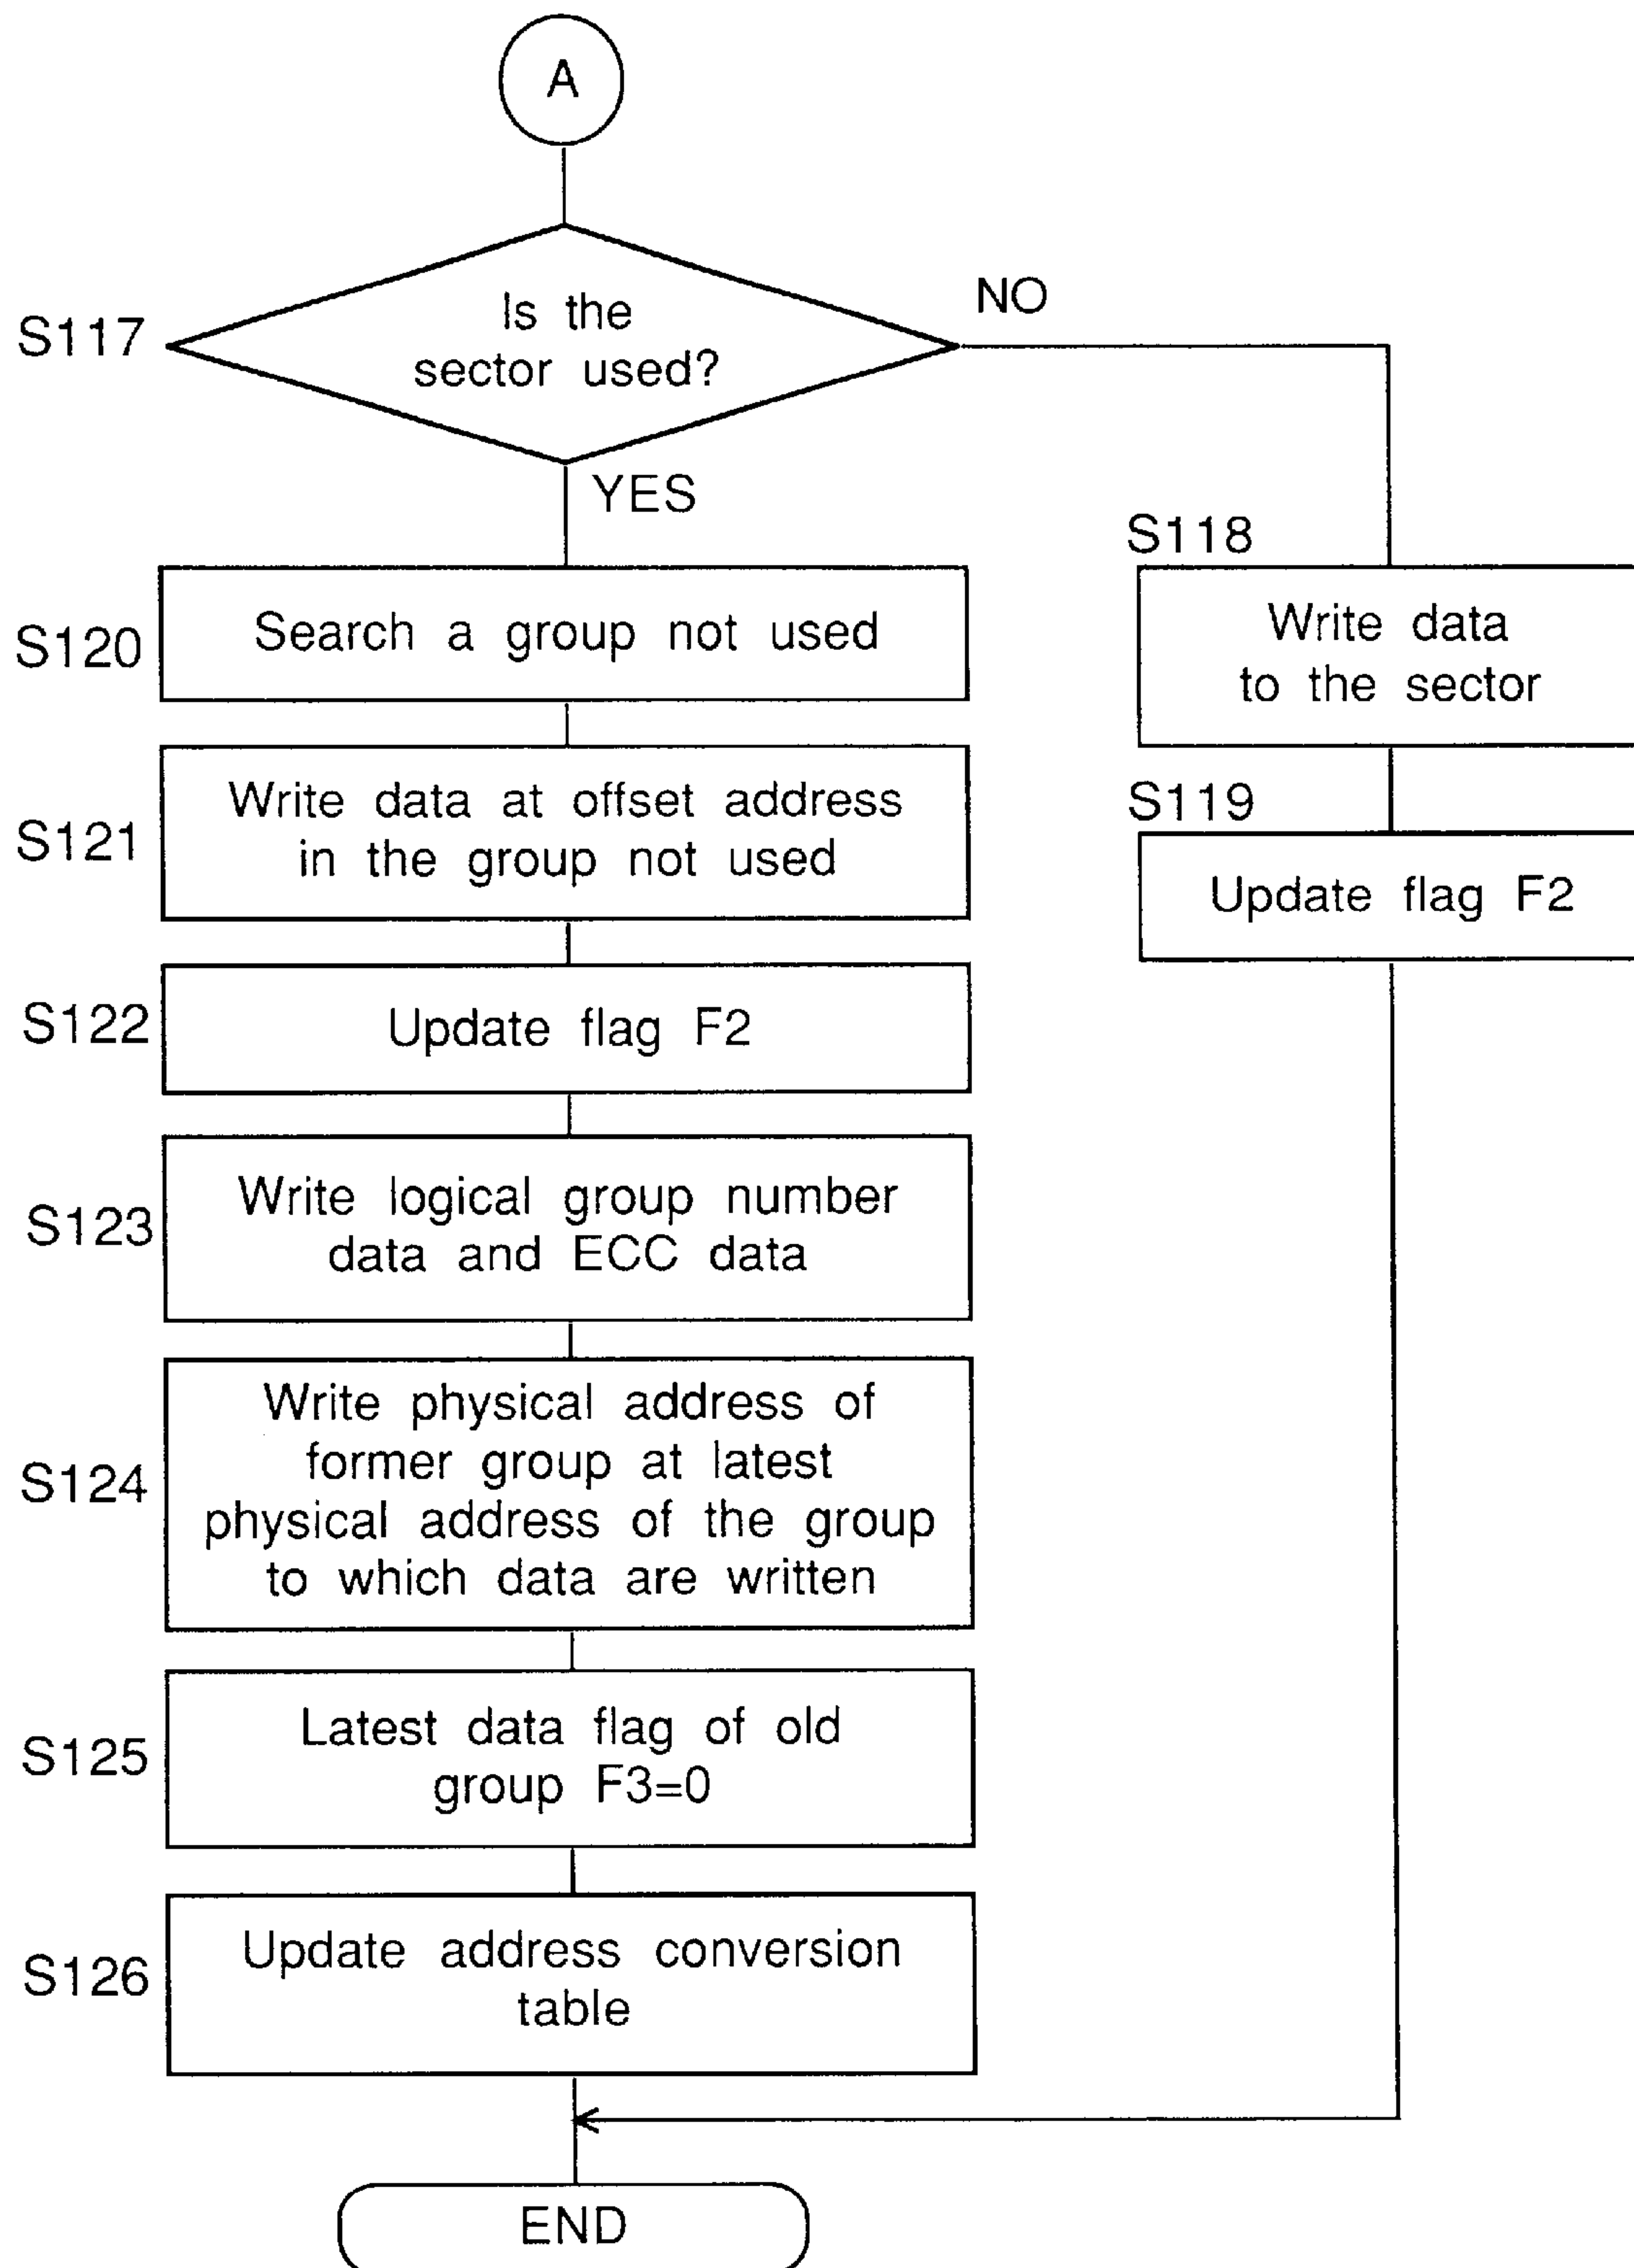 A
S117
Is the
sector used?
NO
YES
S118
Write data
to the sector
S119
Update flag F2
S120
Search a group not used
S121
Write data at offset address
in the group not used
S122
Update flag F2
S123
Write logical group number
data and ECC data
S124
Write physical address of
former group at latest
physical address of the group
to which data are written
S125
Latest data flag of old
group F3=0
S126
Update address conversion
table
END